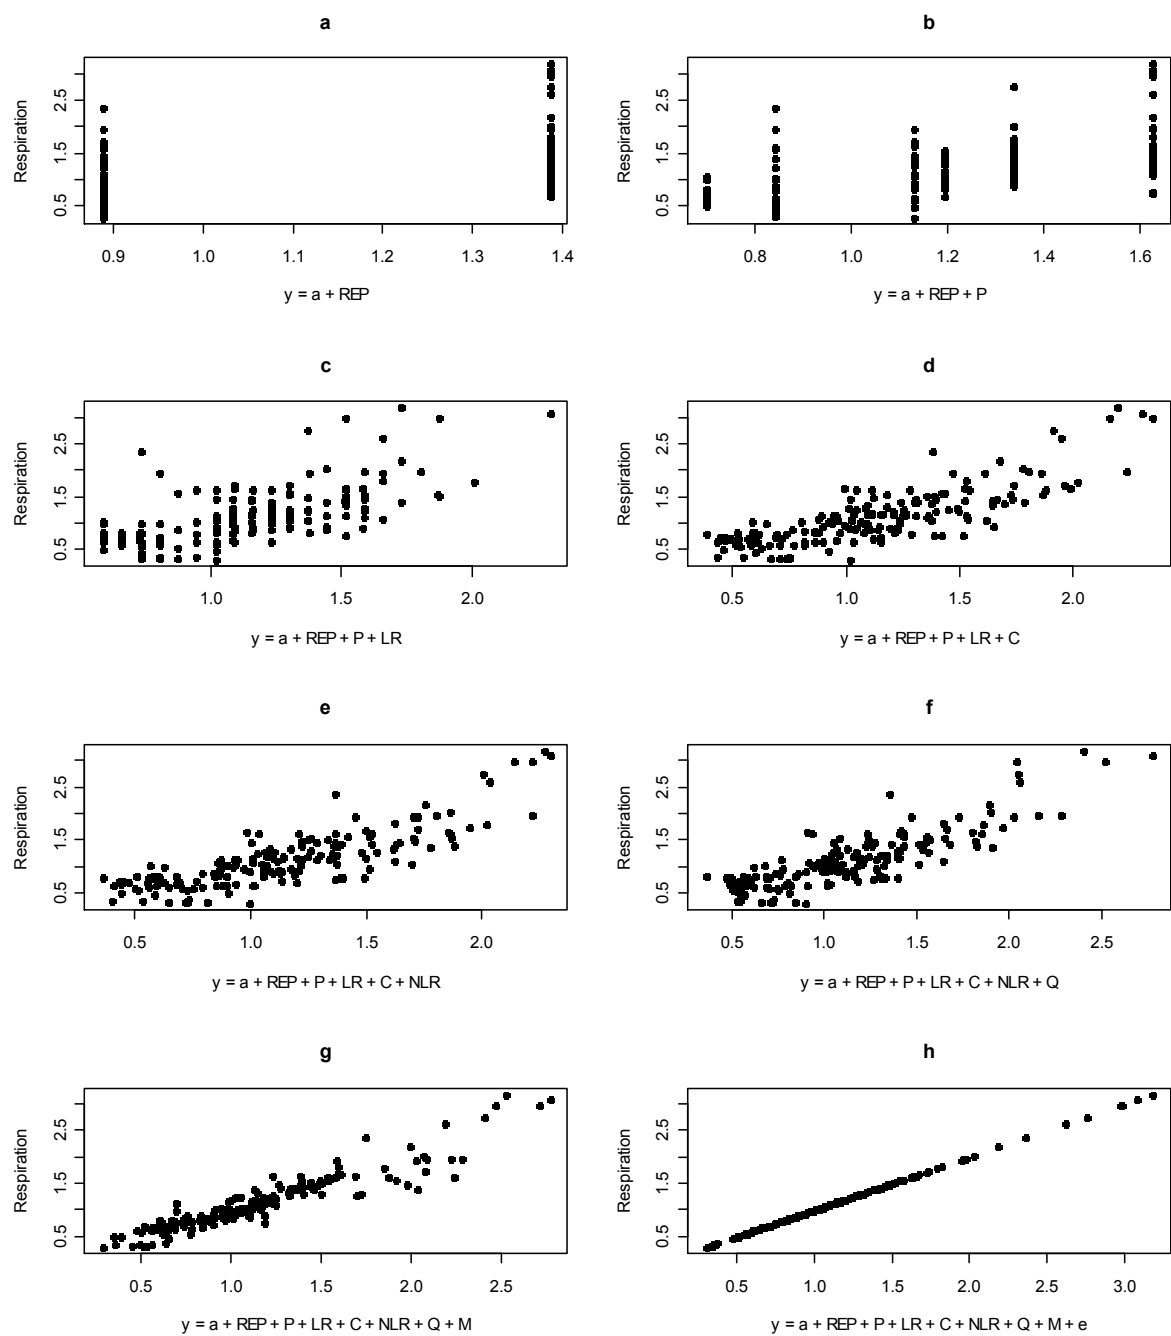 a
b
Respiration
0.5 1.5 2.5
0.9 1.0 1.1 1.2 1.3 1.4
y = a + REP
Respiration
0.5 1.5 2.5
0.8 1.0 1.2 1.4 1.6
y = a + REP + P
c
d
Respiration
0.5 1.5 2.5
1.0 1.5 2.0
y = a + REP + P + LR
Respiration
0.5 1.5 2.5
0.5 1.0 1.5 2.0
y = a + REP + P + LR + C
e
f
Respiration
0.5 1.5 2.5
0.5 1.0 1.5 2.0
y = a + REP + P + LR + C + NLR
Respiration
0.5 1.5 2.5
0.5 1.0 1.5 2.0 2.5
y = a + REP + P + LR + C + NLR + Q
g
h
Respiration
0.5 1.5 2.5
0.5 1.0 1.5 2.0 2.5
y = a + REP + P + LR + C + NLR + Q + M
Respiration
0.5 1.5 2.5
0.5 1.0 1.5 2.0 2.5 3.0
y = a + REP + P + LR + C + NLR + Q + M + e